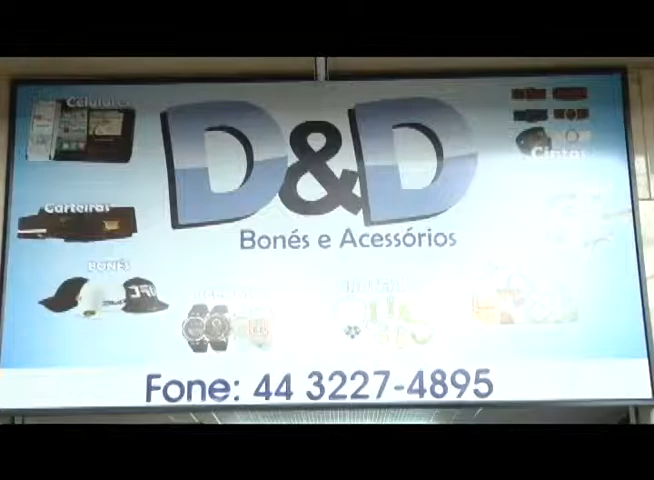 Celulares
D&D
Cintos
Carteiras
Bonés e Acessórios
BONÉS
Fone: 44 3227-4895